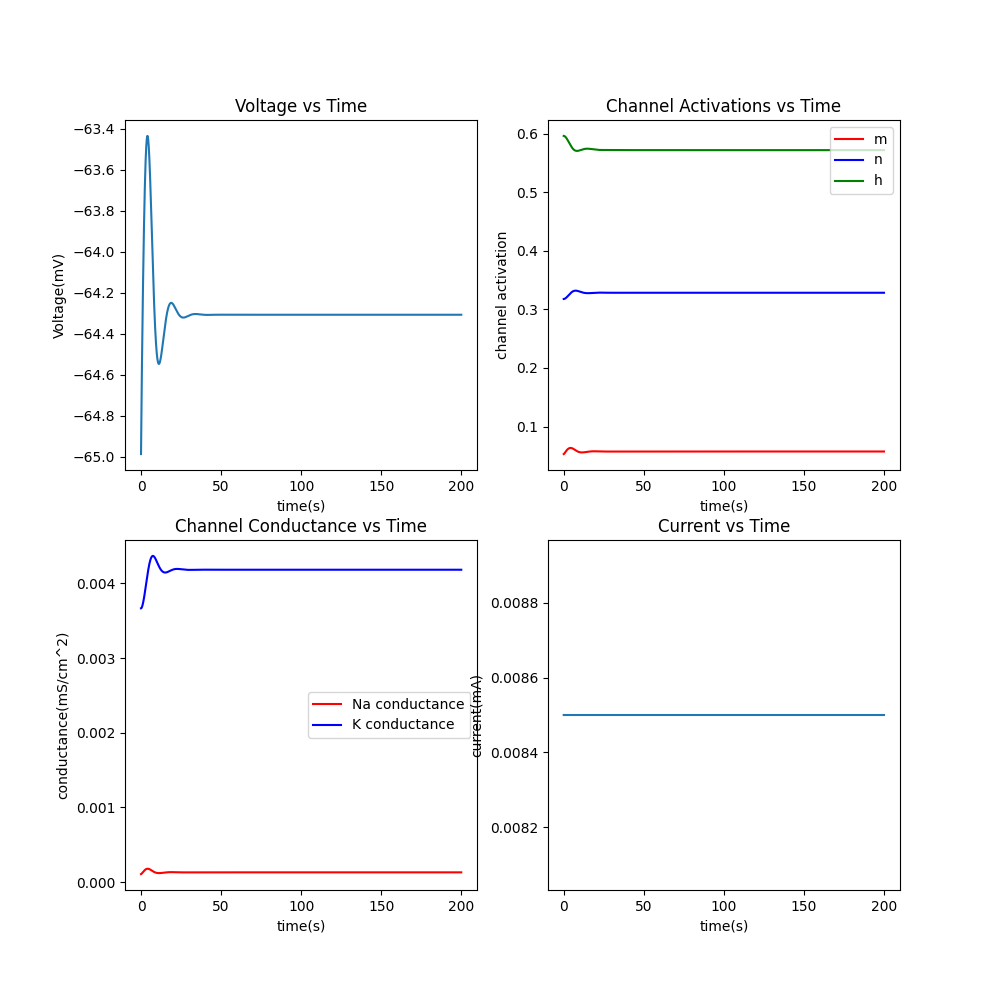 Voltage vs Time
Voltage(mV)
−63.4
−63.6
−63.8
−64.0
−64.2
−64.4
−64.6
−64.8
−65.0
0 50 100 150 200
time(s)
Channel Activations vs Time
channel activation
0.6
0.5
0.4
0.3
0.2
0.1
m
n
h
0 50 100 150 200
time(s)
Channel Conductance vs Time
conductance(mS/cm^2)
0.004
0.003
0.002
0.001
0.000
Na conductance
K conductance
0 50 100 150 200
time(s)
Current vs Time
current(mA)
0.0088
0.0086
0.0084
0.0082
0 50 100 150 200
time(s)